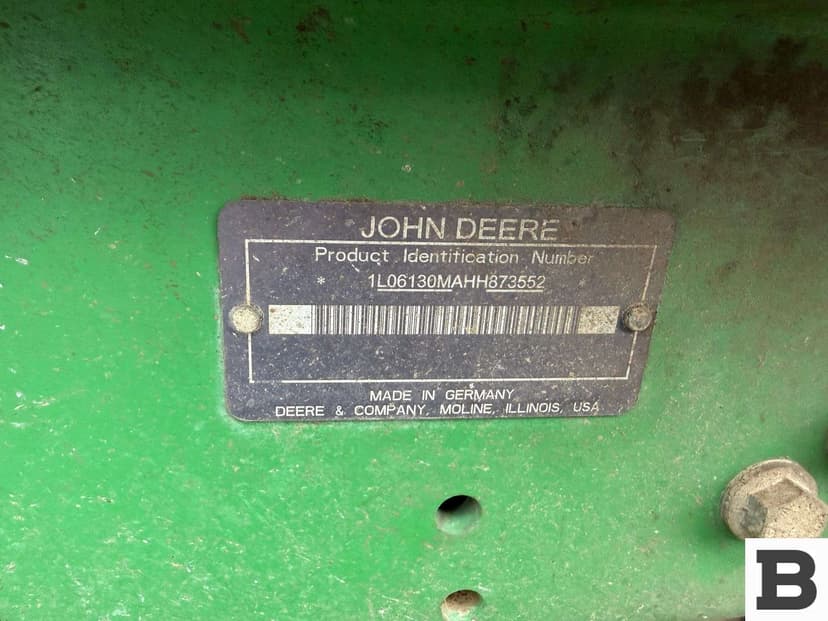 JOHN DEERE
Product Identification Number
* 1L06130MAHH873552 *
MADE IN GERMANY
DEERE & COMPANY, MOLINE, ILLINOIS, USA
B